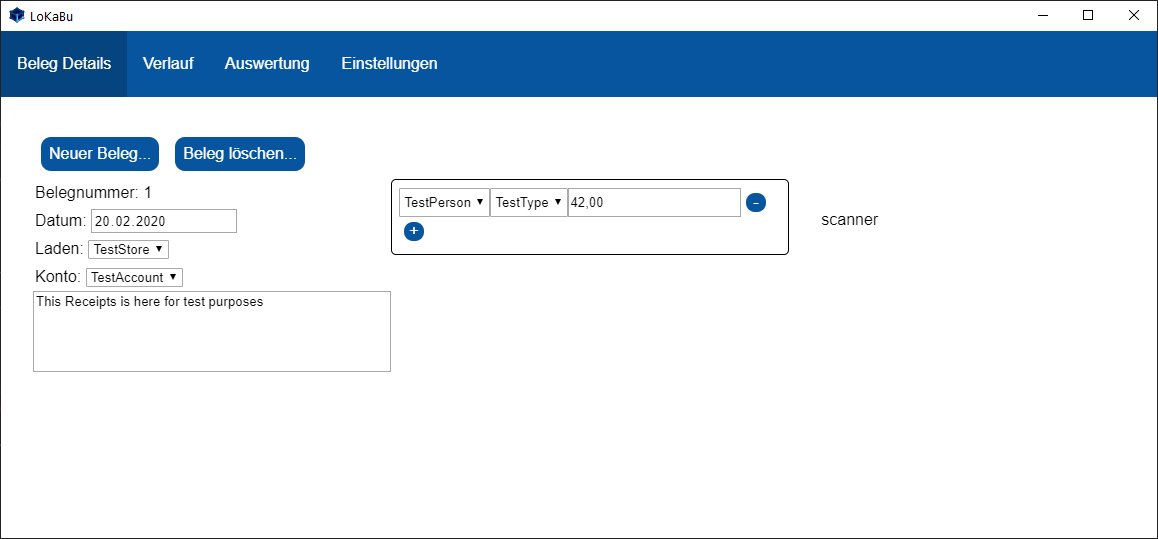 LoKaBu
Beleg Details Verlauf Auswertung Einstellungen
Neuer Beleg... Beleg löschen...
Belegnummer: 1
Datum: 20.02.2020
Laden: TestStore
Konto: TestAccount
This Receipts is here for test purposes
TestPerson TestType 42,00 -
+
scanner